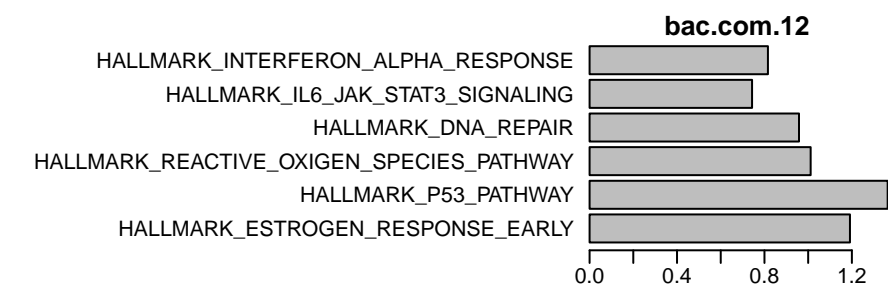 bac.com.12
HALLMARK_INTERFERON_ALPHA_RESPONSE
HALLMARK_IL6_JAK_STAT3_SIGNALING
HALLMARK_DNA_REPAIR
HALLMARK_REACTIVE_OXIGEN_SPECIES_PATHWAY
HALLMARK_P53_PATHWAY
HALLMARK_ESTROGEN_RESPONSE_EARLY
0.0 0.4 0.8 1.2